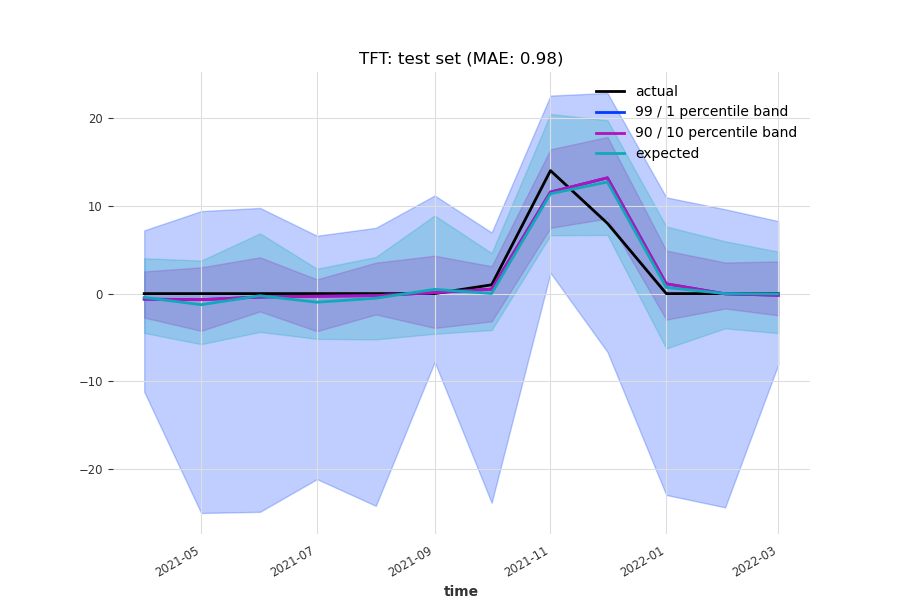 TFT: test set (MAE: 0.98)
actual
99 / 1 percentile band
90 / 10 percentile band
expected
20
10
0
−10
−20
2021-05
2021-07
2021-09
2021-11
2022-01
2022-03
time